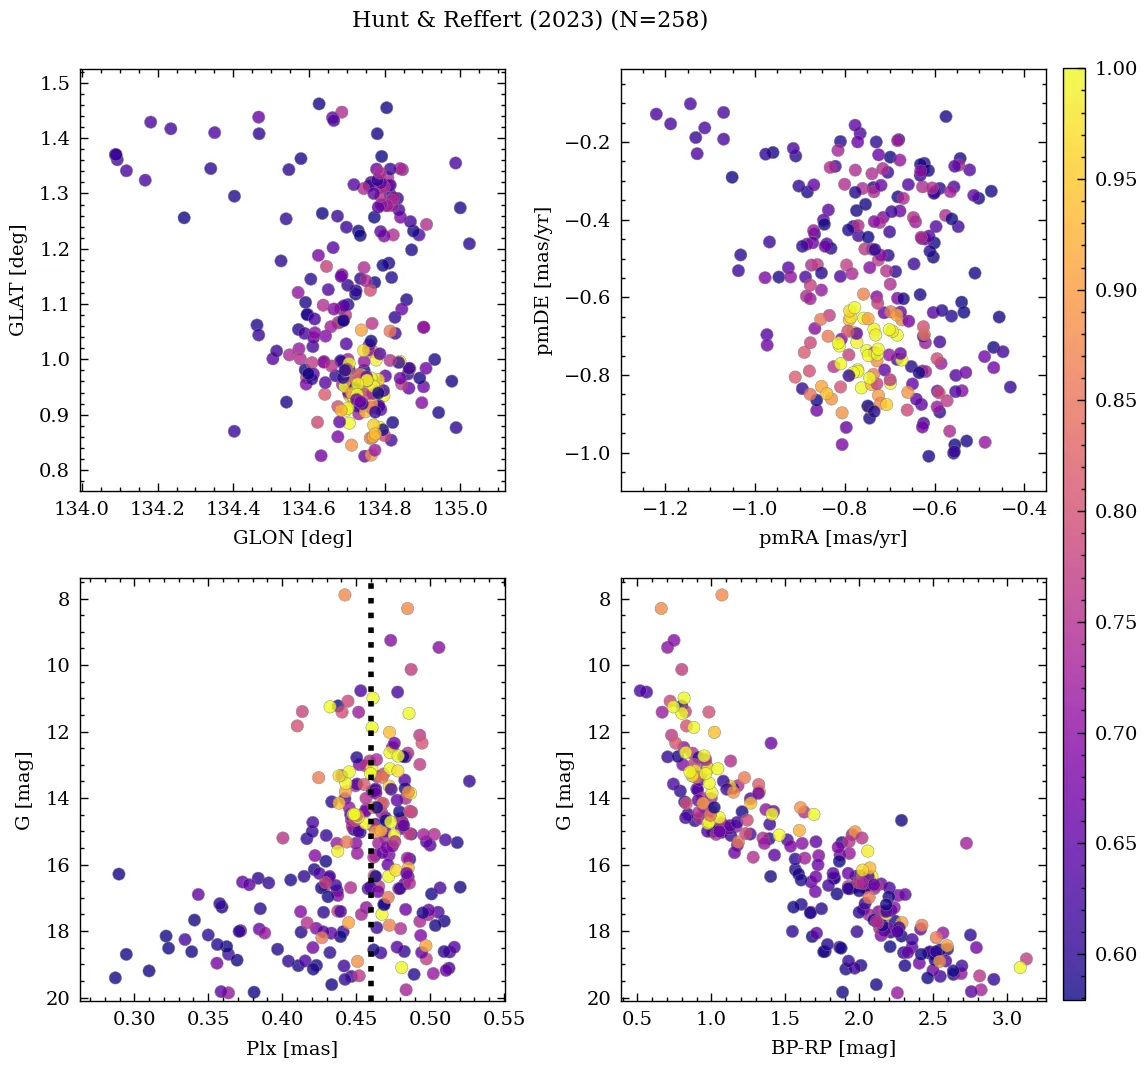 Hunt & Reffert (2023) (N=258)
1.5
1.4
1.3
1.2
1.1
1.0
0.9
0.8
GLAT [deg]
134.0 134.2 134.4 134.6 134.8 135.0
GLON [deg]
−0.2
−0.4
−0.6
−0.8
−1.0
pmDE [mas/yr]
−1.2 −1.0 −0.8 −0.6 −0.4
pmRA [mas/yr]
8
10
12
14
16
18
20
G [mag]
0.30 0.35 0.40 0.45 0.50 0.55
Plx [mas]
8
10
12
14
16
18
20
G [mag]
0.5 1.0 1.5 2.0 2.5 3.0
BP-RP [mag]
1.00
0.95
0.90
0.85
0.80
0.75
0.70
0.65
0.60